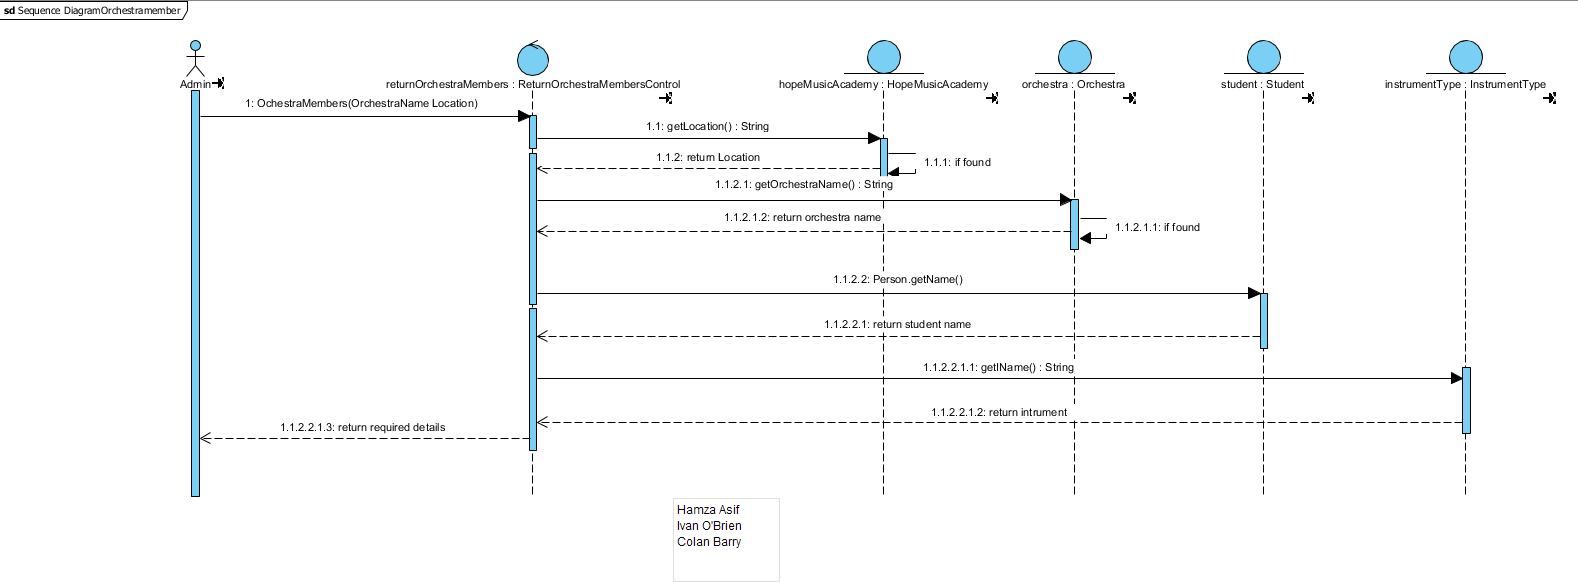 sd Sequence DiagramOrchestramember
Admin
returnOrchestraMembers : ReturnOrchestraMembersControl
hopeMusicAcademy : HopeMusicAcademy
orchestra : Orchestra
student : Student
instrumentType : InstrumentType
1: OchestraMembers(OrchestraName Location)
1.1: getLocation() : String
1.1.2: return Location
1.1.1: if found
1.1.2.1: getOrchestraName() : String
1.1.2.1.2: return orchestra name
1.1.2.1.1: if found
1.1.2.2: Person.getName()
1.1.2.2.1: return student name
1.1.2.2.1.1: getIName() : String
1.1.2.2.1.2: return intrument
1.1.2.2.1.3: return required details
Hamza Asif
Ivan O'Brien
Colan Barry